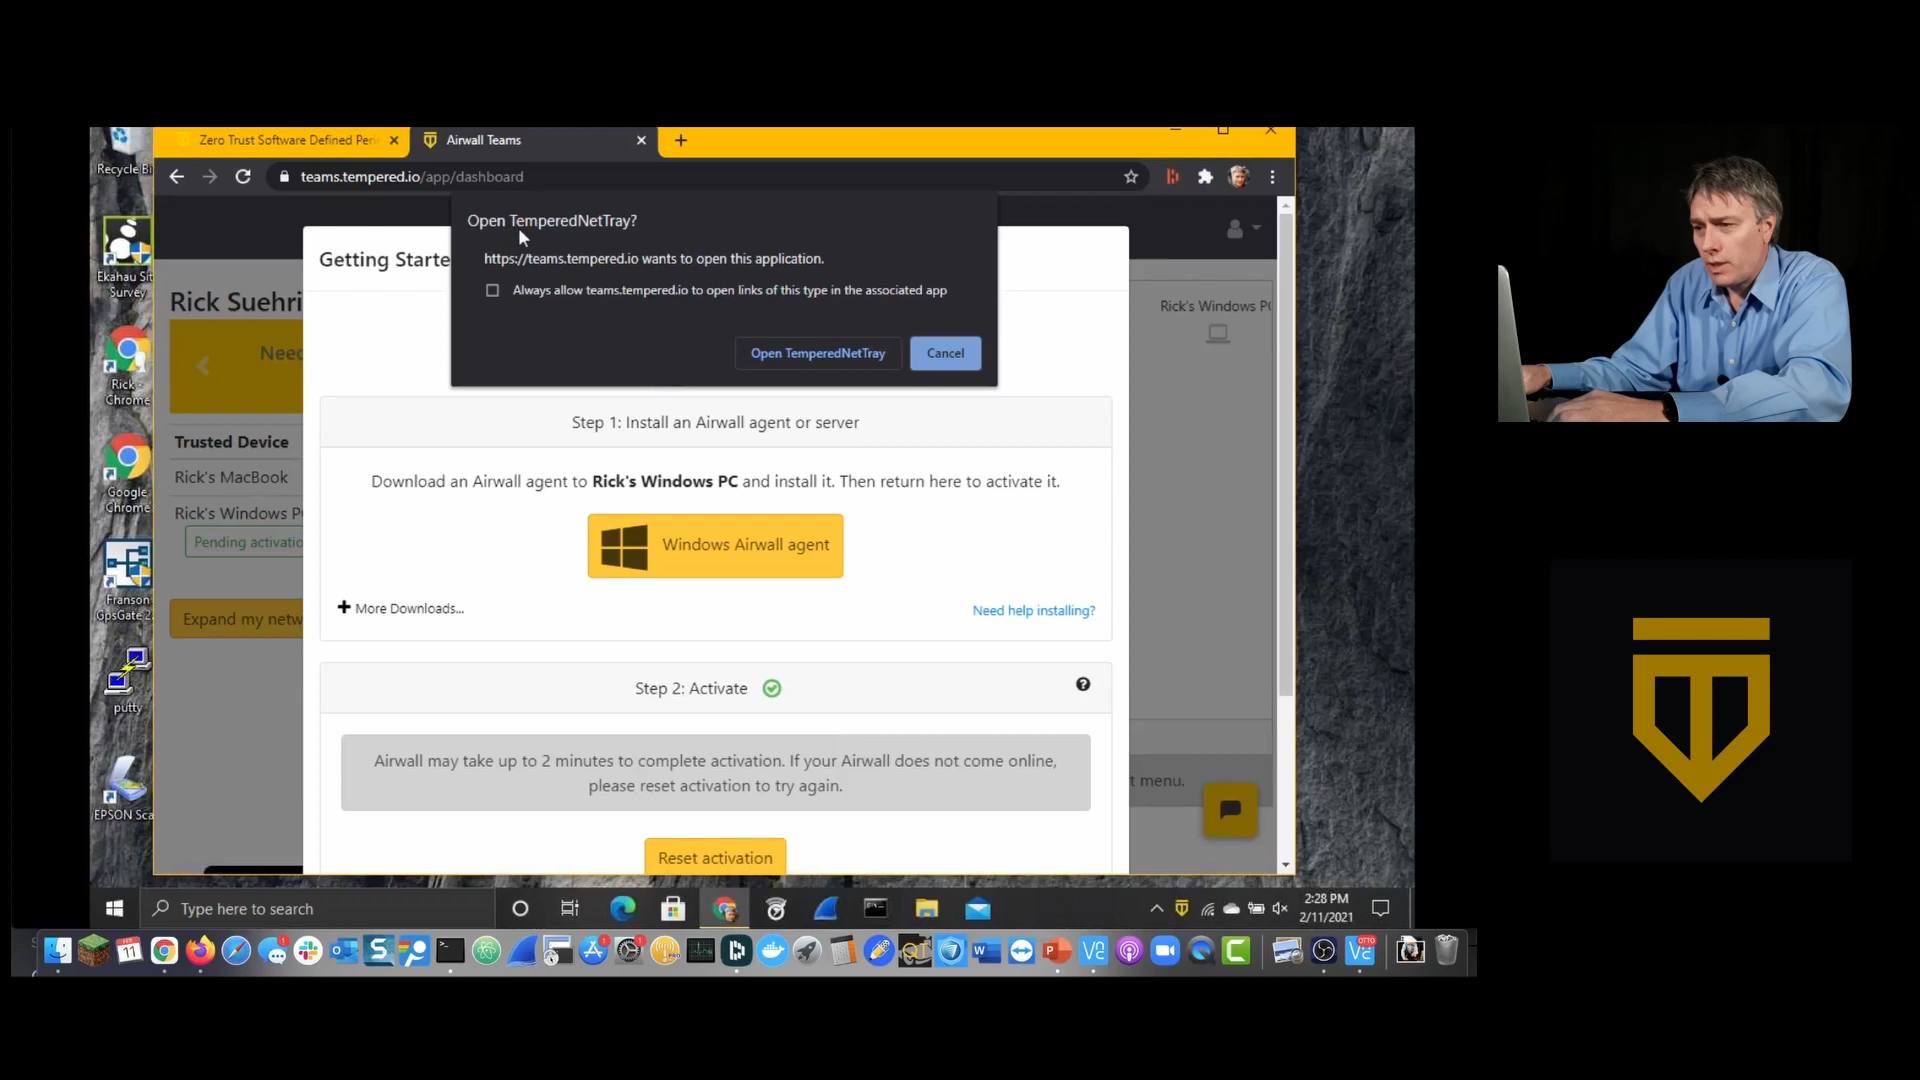 Recycle Bi
Ekahau Sit
Survey
Rick -
Chrome
Google
Chrome
Franson
GpsGate 2.
putty
EPSON Sca
Zero Trust Software Defined Peri
Airwall Teams
teams.tempered.io/app/dashboard
Open TemperedNetTray?
https://teams.tempered.io wants to open this application.
Always allow teams.tempered.io to open links of this type in the associated app
Open TemperedNetTray
Cancel
Getting Starte
Rick Suehri
Need
Trusted Device
Rick's MacBook
Rick's Windows P
Pending activatio
Expand my netw
Rick's Windows PC
Step 1: Install an Airwall agent or server
Download an Airwall agent to Rick's Windows PC and install it. Then return here to activate it.
Windows Airwall agent
More Downloads...
Need help installing?
Step 2: Activate
Airwall may take up to 2 minutes to complete activation. If your Airwall does not come online,
please reset activation to try again.
Reset activation
t menu.
Type here to search
2:28 PM
2/11/2021